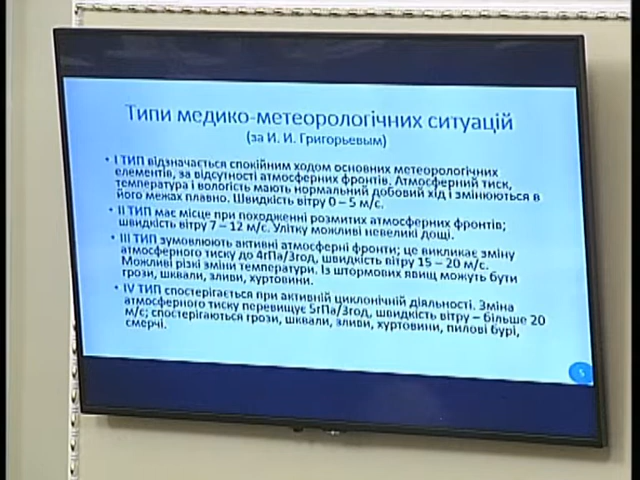 Типи медико-метеорологічних ситуацій
(за И. И. Григорьевым)
• I ТИП відзначається спокійним ходом основних метеорологічних
елементів, за відсутності атмосферних фронтів. Атмосферний тиск,
температура і вологість мають нормальний добовий хід і змінюються в
його межах плавно. Швидкість вітру 0 – 5 м/с.
• II ТИП має місце при походженні розмитих атмосферних фронтів;
швидкість вітру 7 – 12 м/с. Улітку можливі невеликі дощі.
• III ТИП зумовлюють активні атмосферні фронти; це викликає зміну
атмосферного тиску до 4гПа/3год, швидкість вітру 15 – 20 м/с.
Можливі різкі зміни температури. Із штормових явищ можуть бути
грози, шквали, зливи, хуртовини.
• IV ТИП спостерігається при активній циклонічній діяльності. Зміна
атмосферного тиску перевищує 5гПа/3год, швидкість вітру – більше 20
м/с; спостерігаються грози, шквали, зливи, хуртовини, пилові бурі,
смерчі.
5